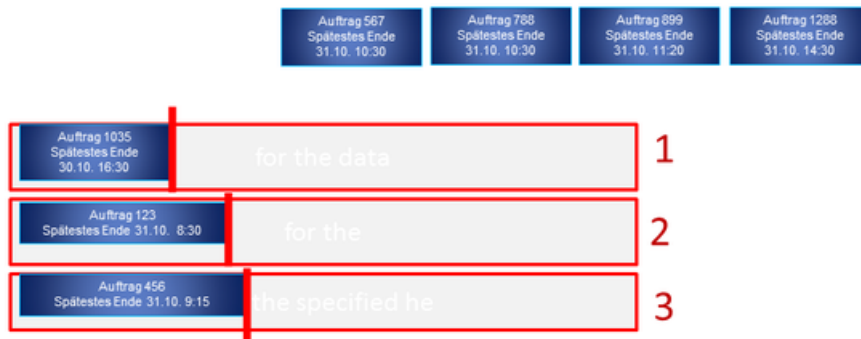 Auftrag 567
Spätestes Ende
31.10. 10:30
Auftrag 788
Spätestes Ende
31.10. 10:30
Auftrag 899
Spätestes Ende
31.10. 11:20
Auftrag 1288
Spätestes Ende
31.10. 14:30
Auftrag 1035
Spätestes Ende
30.10. 16:30
for the data
1
Auftrag 123
Spätestes Ende 31.10. 8:30
for the
2
Auftrag 456
Spätestes Ende 31.10. 9:15
the specified he
3